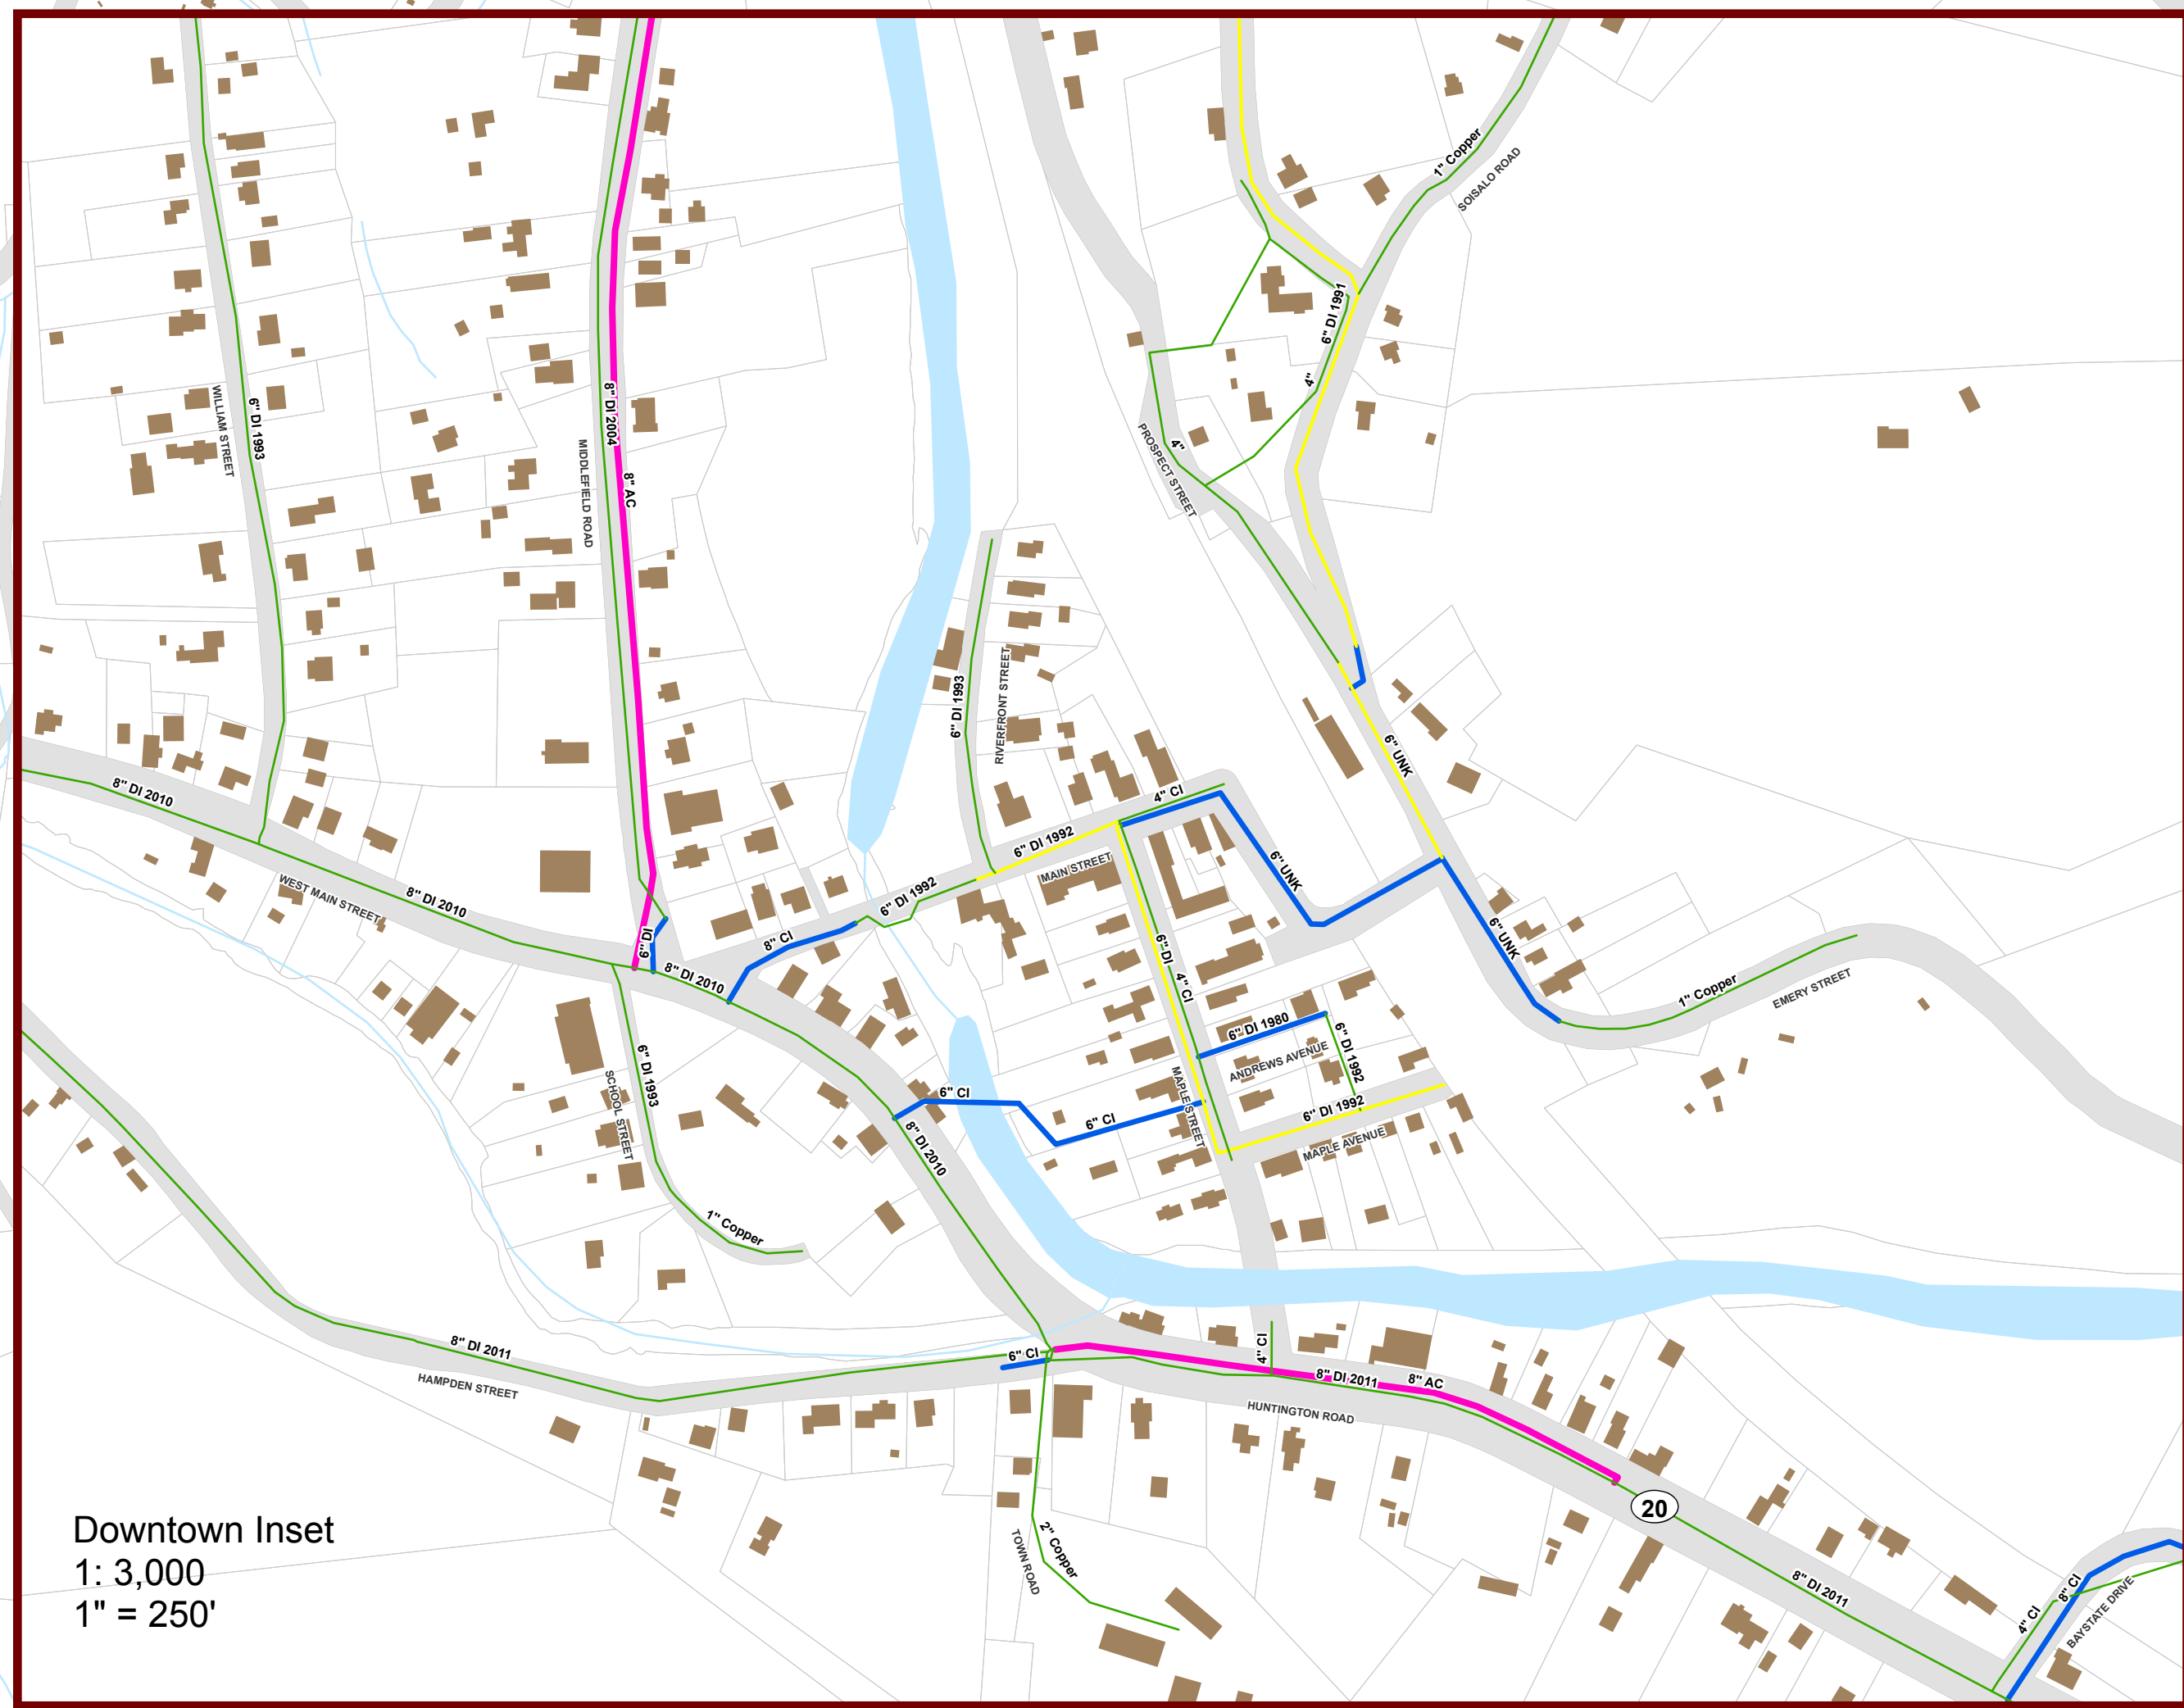 1" Copper
SOISALO ROAD
6" DI 1991
4"
4"
PROSPECT STREET
WILLIAM STREET
6" DI 1993
8" DI 2004
MIDDLEFIELD ROAD
8" AC
6" DI 1993
RIVERFRONT STREET
6" UNK
8" DI 2010
4" CI
6" DI 1992
MAIN STREET
6" UNK
WEST MAIN STREET
8" DI 2010
6" DI 1992
8" CI
6" DI
8" DI 2010
6" DI
4" CI
6" UNK
1" Copper
EMERY STREET
6" DI 1980
ANDREWS AVENUE
6" DI 1992
6" DI 1993
SCHOOL STREET
6" CI
6" CI
MAPLE STREET
6" DI 1992
MAPLE AVENUE
8" DI 2010
1" Copper
8" DI 2011
HAMPDEN STREET
6" CI
4" CI
8" DI 2011
8" AC
HUNTINGTON ROAD
20
TOWN ROAD
2" Copper
8" DI 2011
4" CI
8" CI
BAYSTATE DRIVE
Downtown Inset
1: 3,000
1" = 250'